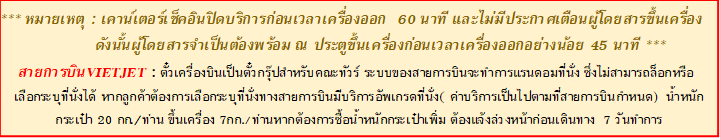 *** หมายเหตุ : เคาน์เตอร์เช็คอินปิดบริการก่อนเวลาเครื่องออก 60 นาที และไม่มีประกาศเตือนผู้โดยสารขึ้นเครื่อง
ดังนั้นผู้โดยสารจำเป็นต้องพร้อม ณ ประตูขึ้นเครื่องก่อนเวลาเครื่องออกอย่างน้อย 45 นาที ***
สายการบินVIETJET : ตั๋วเครื่องบินเป็นตั๋วกรุ๊ปสำหรับคณะทัวร์ ระบบของสายการบินจะทำการแรนดอมที่นั่ง ซึ่งไม่สามารถล็อกหรือ
เลือกระบุที่นั่งได้ หากลูกค้าต้องการเลือกระบุที่นั่งทางสายการบินมีบริการอัพเกรดที่นั่ง( ค่าบริการเป็นไปตามที่สายการบินกำหนด) น้ำหนัก
กระเป๋า 20 กก./ท่าน ขึ้นเครื่อง 7กก./ท่านหากต้องการซื้อน้ำหนักกระเป๋าเพิ่ม ต้องแจ้งล่วงหน้าก่อนเดินทาง 7 วันทำการ